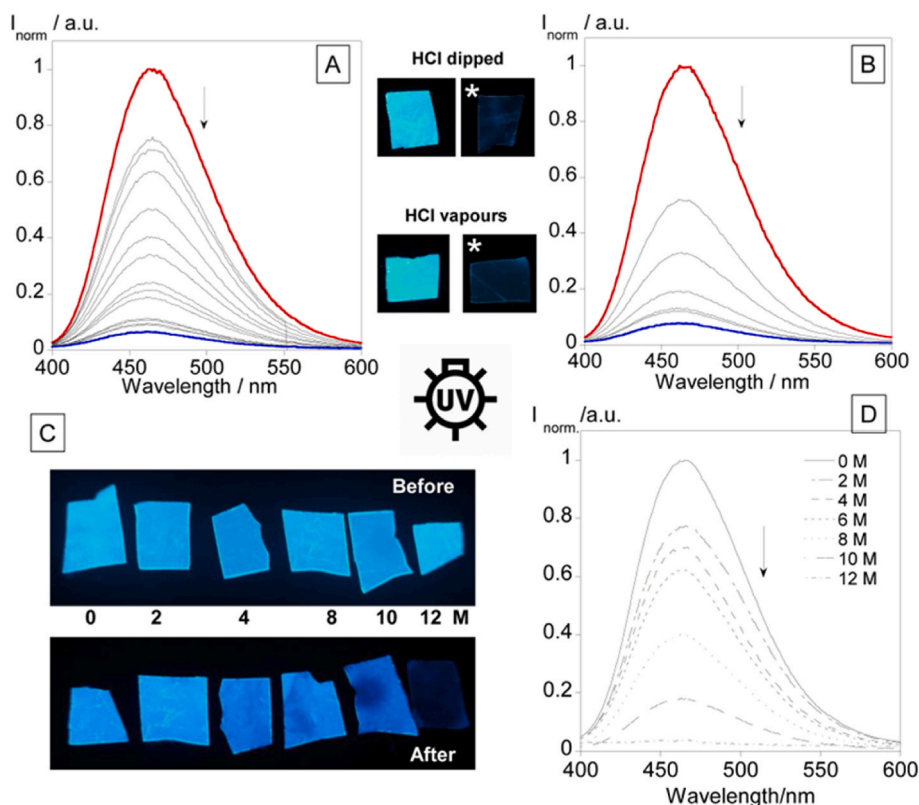 I norm / a.u.
A
1
0.8
0.6
0.4
0.2
0
400 450 500 550 600
Wavelength / nm
HCl dipped
*
HCl vapours
*
I norm / a.u.
B
1
0.8
0.6
0.4
0.2
0
400 450 500 550 600
Wavelength / nm
UV
C
Before
0 2 4 8 10 12 M
After
I norm. /a.u.
D
1
0.8
0.6
0.4
0.2
0
400 450 500 550 600
Wavelength/nm
0 M
2 M
4 M
6 M
8 M
10 M
12 M